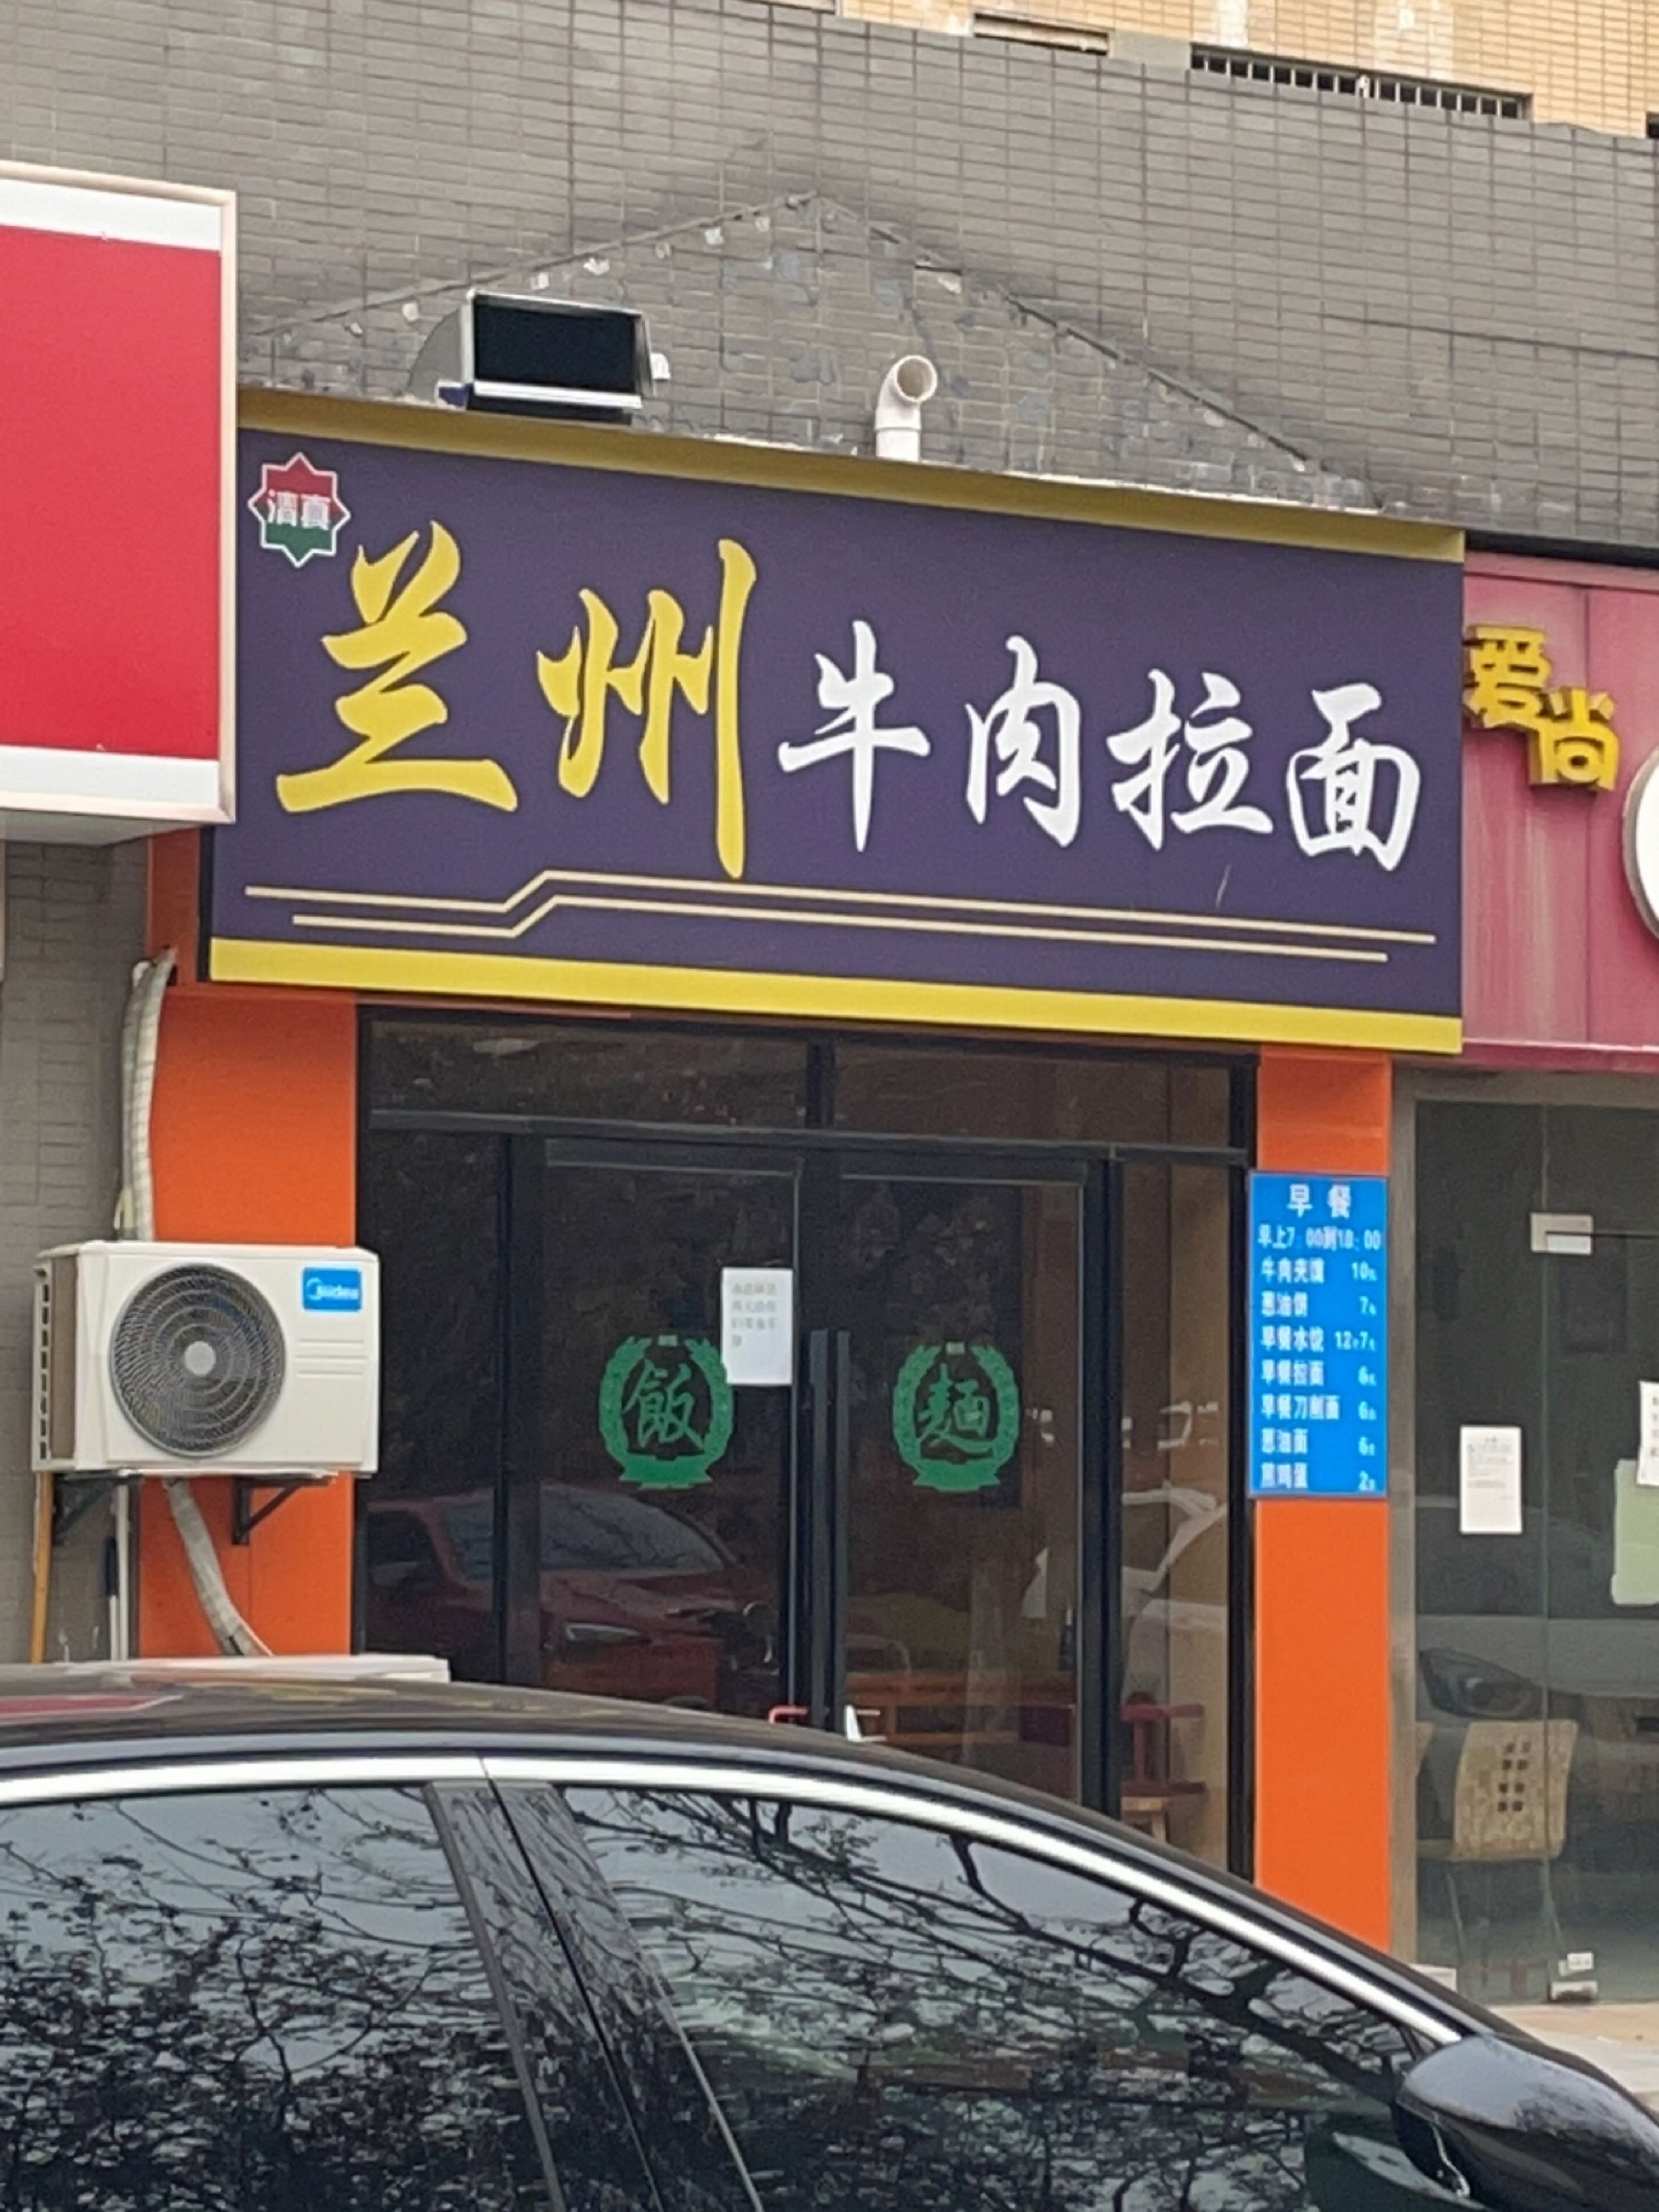 清真
兰州牛肉拉面
爱尚
早餐
早上7:00到10:00
牛肉夹馍 10元
葱油饼 7元
早餐水饺 12个7元
早餐拉面 6元
早餐刀削面 6元
葱油面 6元
煎鸡蛋 2元
Midea
飯
麺